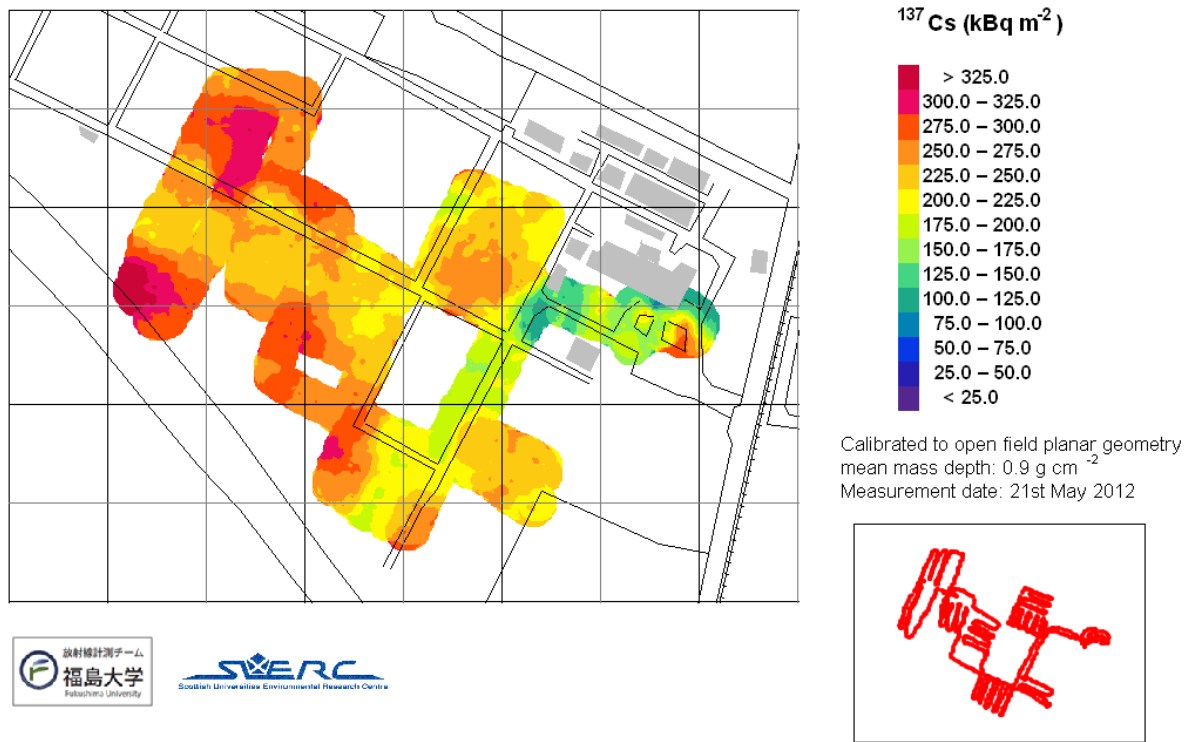 137 Cs (kBq m-2 )
> 325.0
300.0 – 325.0
275.0 – 300.0
250.0 – 275.0
225.0 – 250.0
200.0 – 225.0
175.0 – 200.0
150.0 – 175.0
125.0 – 150.0
100.0 – 125.0
75.0 – 100.0
50.0 – 75.0
25.0 – 50.0
< 25.0
Calibrated to open field planar geometry
mean mass depth: 0.9 g cm -2
Measurement date: 21st May 2012
放射線計測チーム
福島大学
Fukushima University
SUERC
Scottish Universities Environmental Research Centre